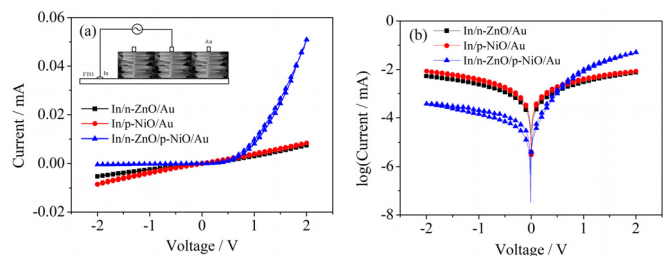 (a)
Au
FTO
In
In/n-ZnO/Au
In/p-NiO/Au
In/n-ZnO/p-NiO/Au
0.06
0.04
0.02
0.00
-0.02
Current / mA
-2 -1 0 1 2
Voltage / V
(b)
In/n-ZnO/Au
In/p-NiO/Au
In/n-ZnO/p-NiO/Au
2
0
-2
-4
-6
-8
log(Current / mA)
-2 -1 0 1 2
Voltage / V